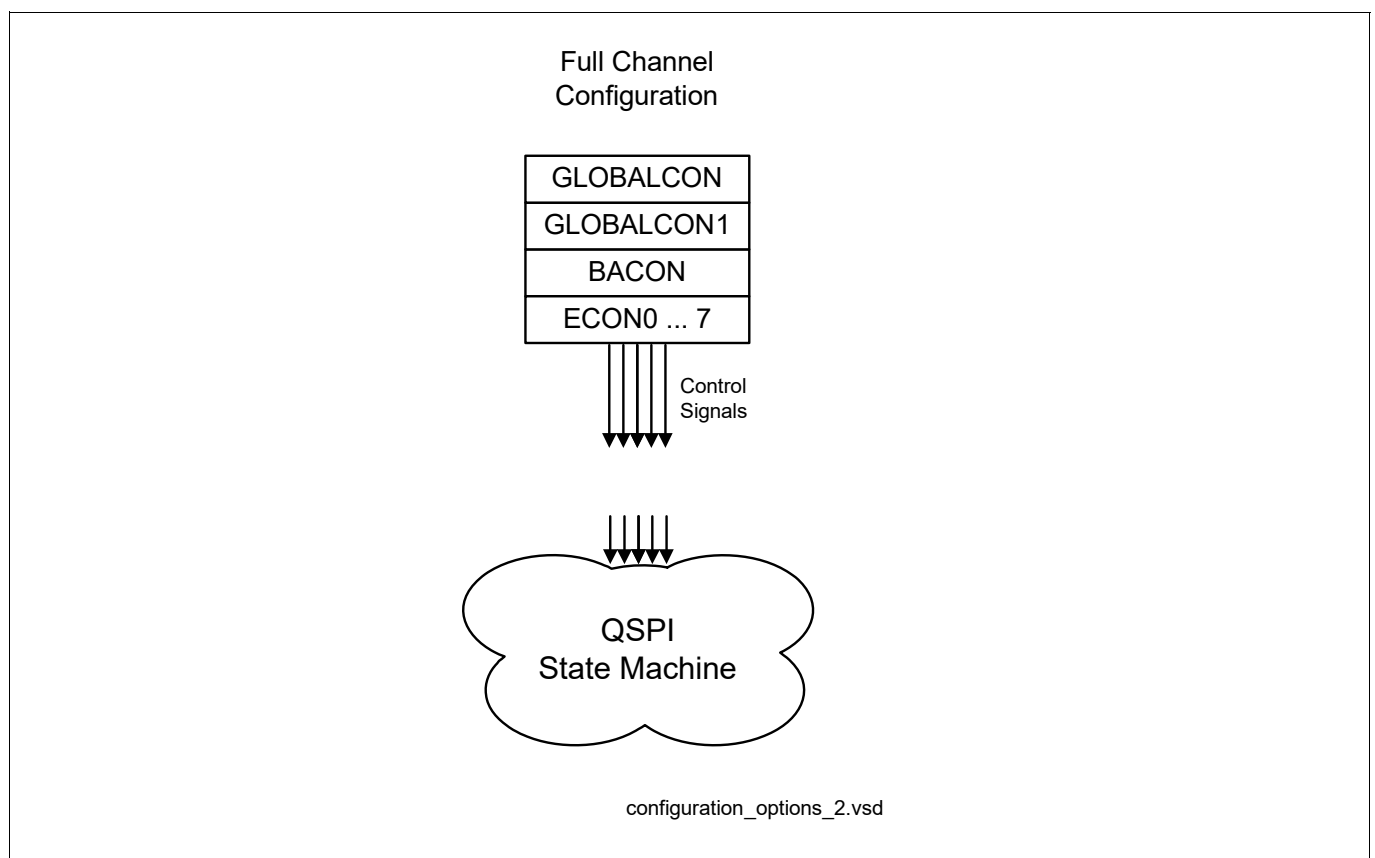 Full Channel
Configuration
GLOBALCON
GLOBALCON1
BACON
ECON0 ... 7
Control
Signals
QSPI
State Machine
configuration_options_2.vsd